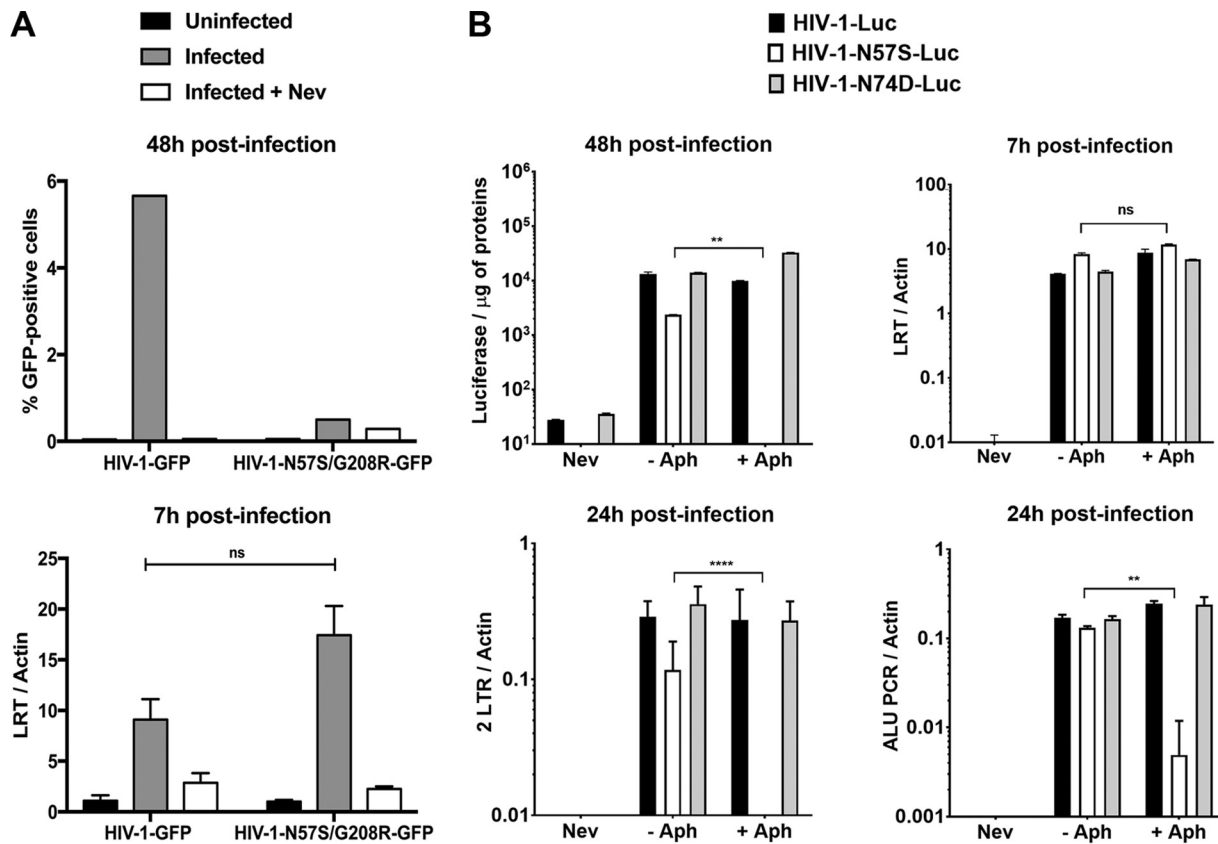 A
Uninfected
Infected
Infected + Nev
48h post-infection
% GFP-positive cells
6
4
2
0
HIV-1-GFP
HIV-1-N57S/G208R-GFP
7h post-infection
LRT / Actin
25
20
15
10
5
0
ns
HIV-1-GFP
HIV-1-N57S/G208R-GFP
B
HIV-1-Luc
HIV-1-N57S-Luc
HIV-1-N74D-Luc
48h post-infection
Luciferase / μg of proteins
10⁶
10⁵
10⁴
10³
10²
10¹
**
Nev
- Aph
+ Aph
7h post-infection
LRT / Actin
100
10
1
0.1
0.01
ns
Nev
- Aph
+ Aph
24h post-infection
2 LTR / Actin
1
0.1
0.01
****
Nev
- Aph
+ Aph
24h post-infection
ALU PCR / Actin
1
0.1
0.01
0.001
**
Nev
- Aph
+ Aph